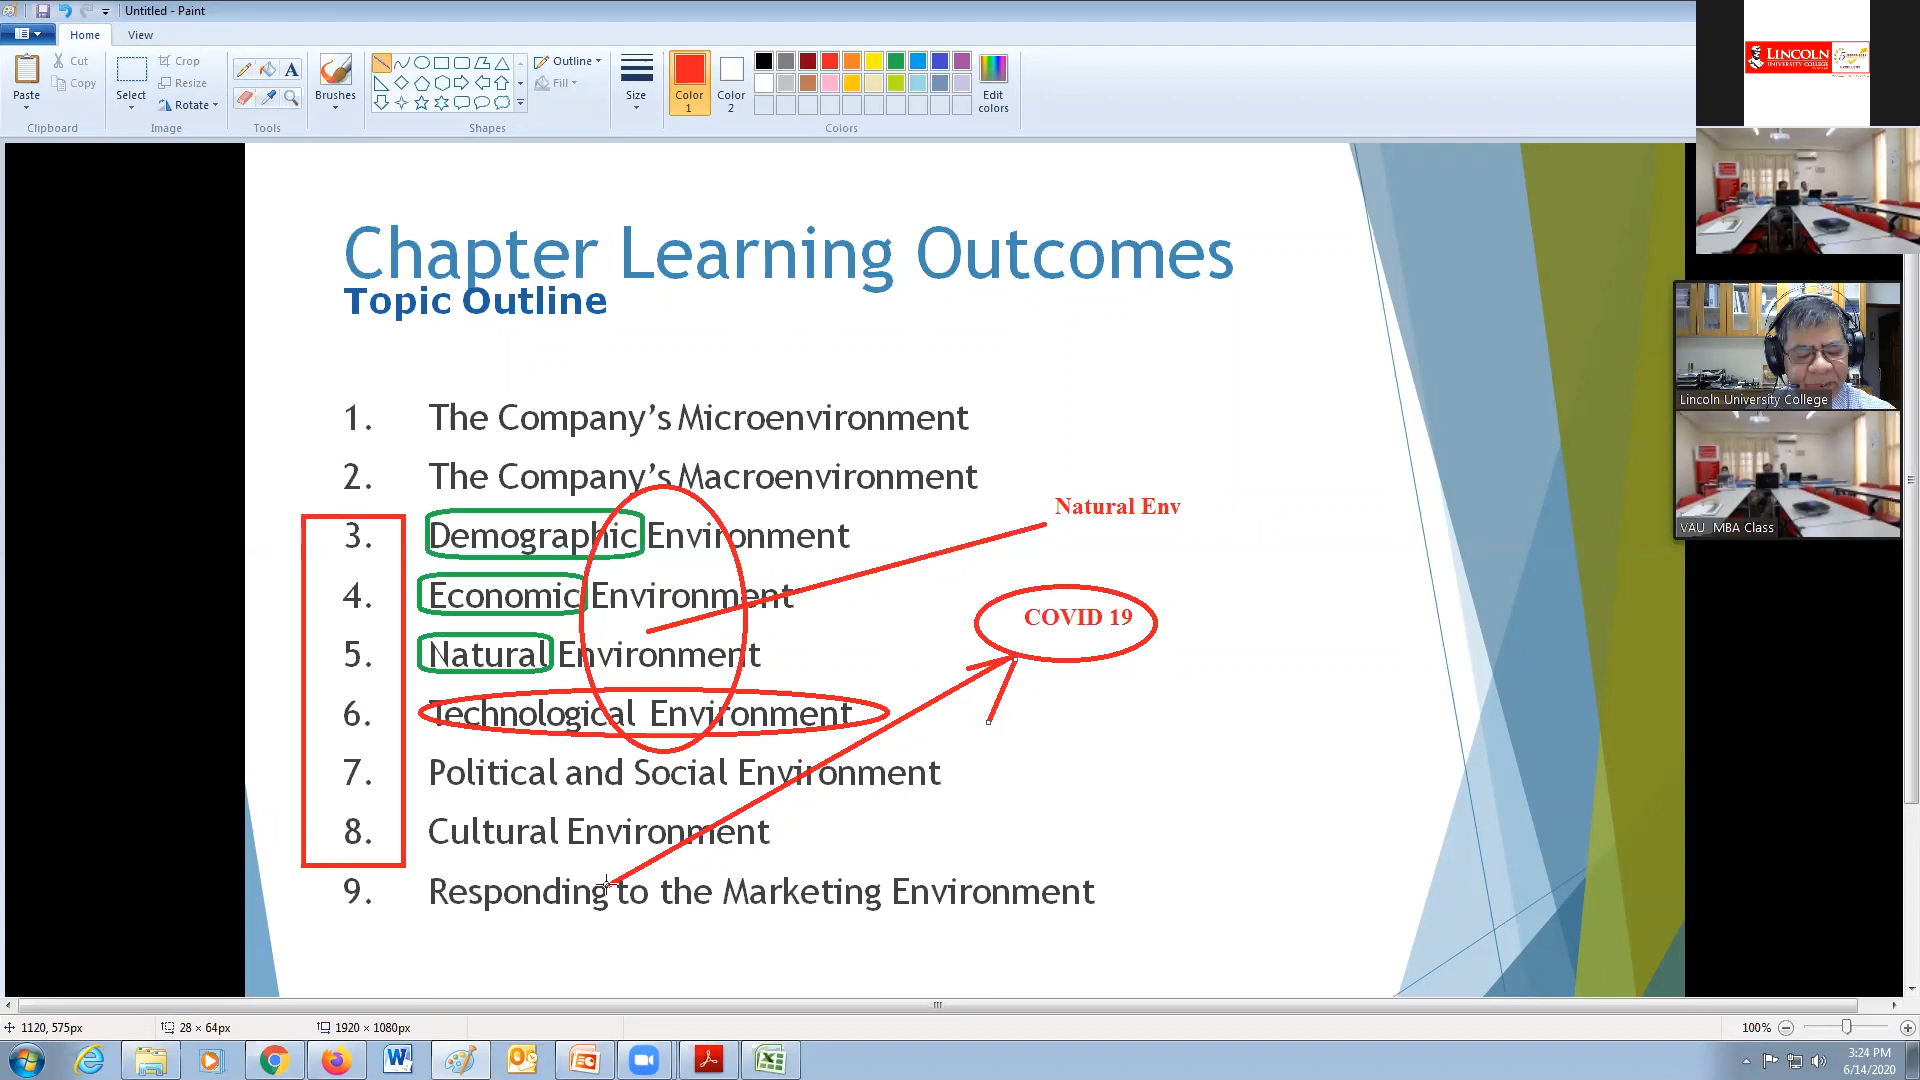 Untitled - Paint
Home
View
Paste
Cut
Copy
Clipboard
Select
Crop
Resize
Rotate
Image
Tools
Brushes
Shapes
Outline
Fill
Size
Color 1
Color 2
Edit colors
Colors
LINCOLN
UNIVERSITY COLLEGE
Chapter Learning Outcomes
Topic Outline
1. The Company's Microenvironment
2. The Company's Macroenvironment
3. Demographic Environment
4. Economic Environment
5. Natural Environment
6. Technological Environment
7. Political and Social Environment
8. Cultural Environment
9. Responding to the Marketing Environment
Natural Env
COVID 19
Lincoln University College
VAU_MBA Class
1120, 575px
28 × 64px
1920 × 1080px
100%
3:24 PM
6/14/2020